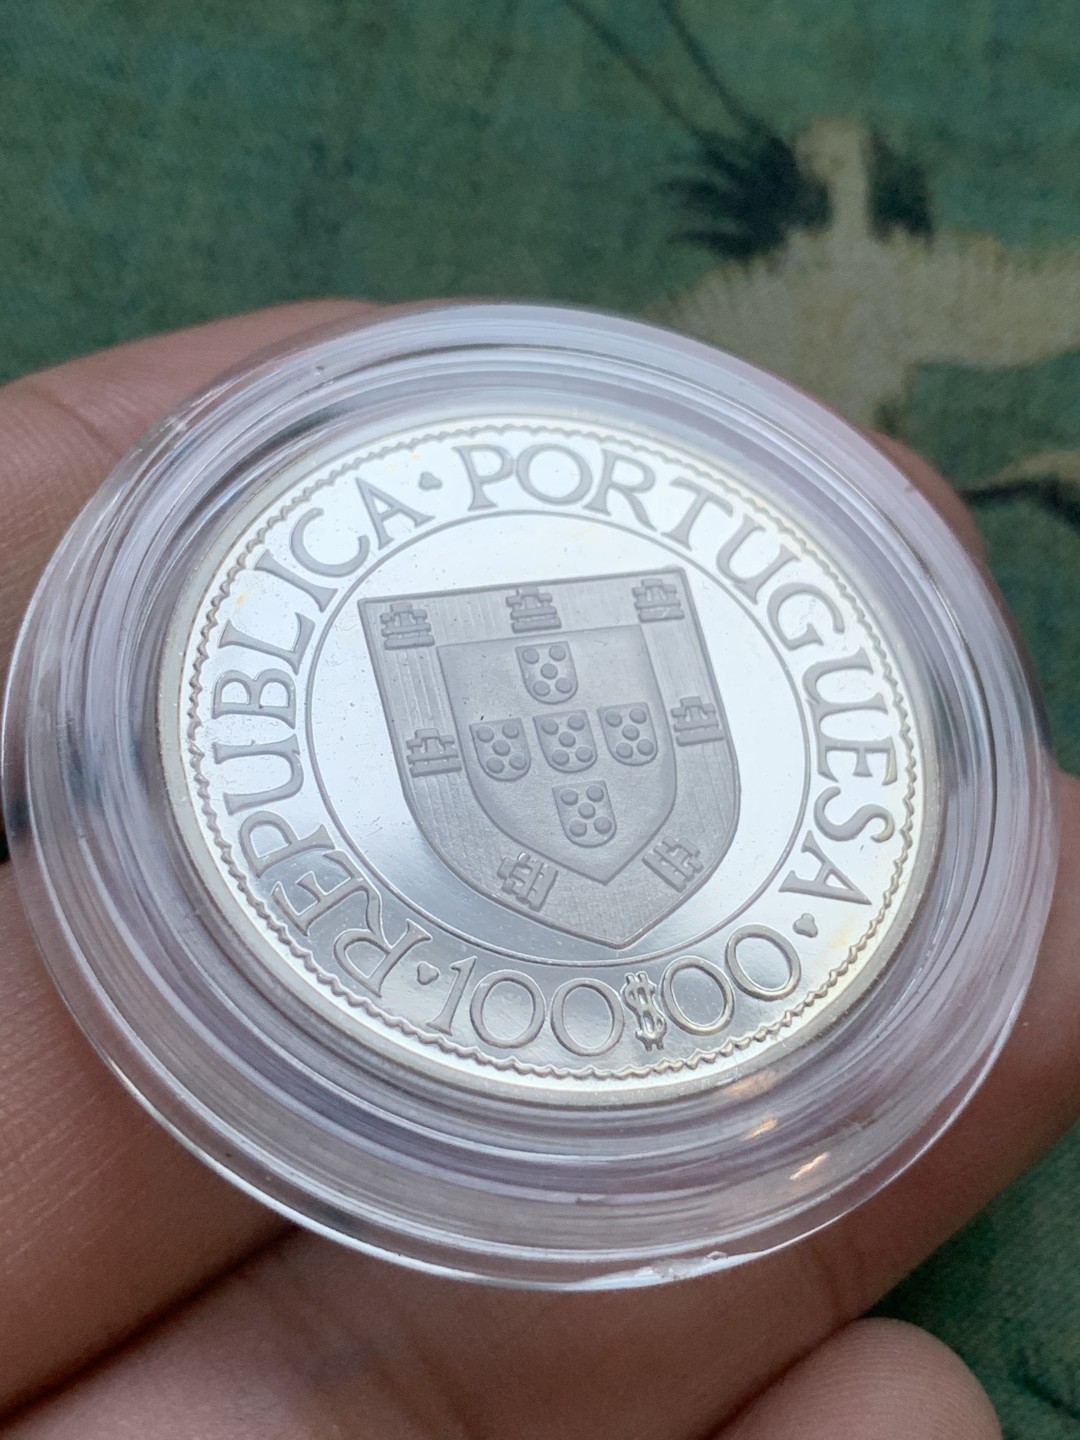 REPUBLICA · PORTUGUESA ·
100$00 ·